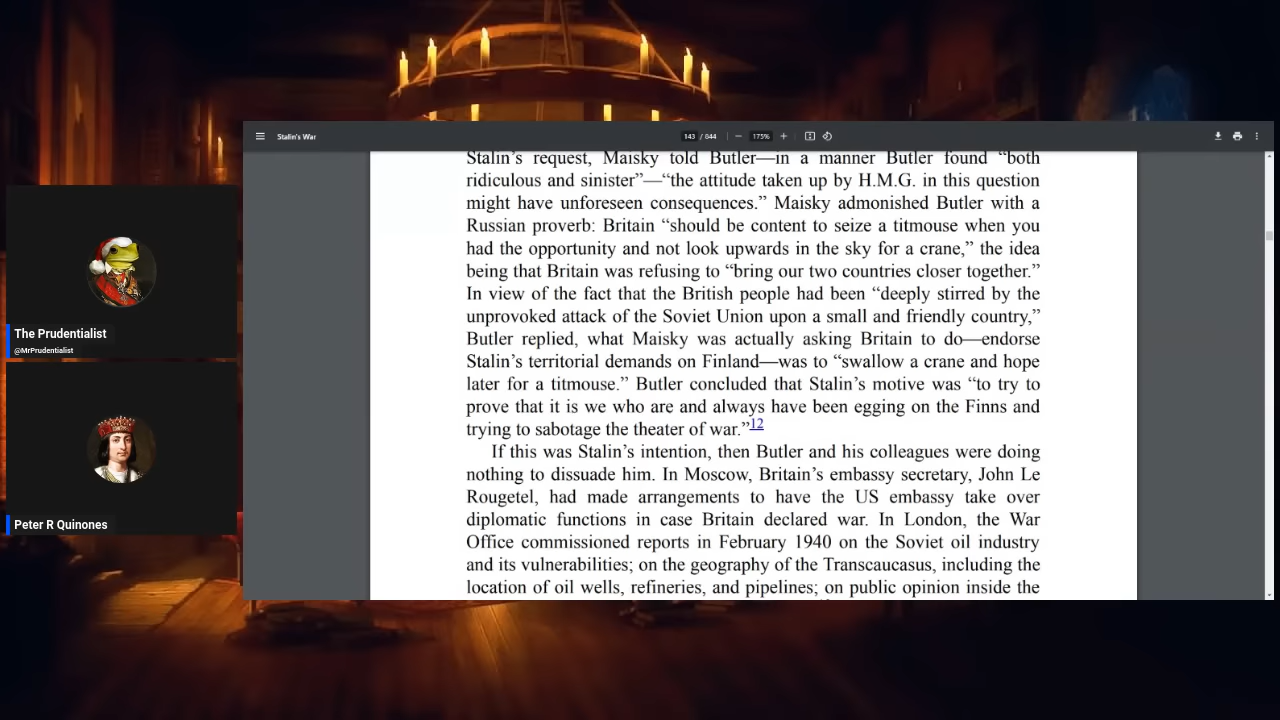 Stalin's War
143 / 844
175%
Stalin’s request, Maisky told Butler—in a manner Butler found “both
ridiculous and sinister”—“the attitude taken up by H.M.G. in this question
might have unforeseen consequences.” Maisky admonished Butler with a
Russian proverb: Britain “should be content to seize a titmouse when you
had the opportunity and not look upwards in the sky for a crane,” the idea
being that Britain was refusing to “bring our two countries closer together.”
In view of the fact that the British people had been “deeply stirred by the
unprovoked attack of the Soviet Union upon a small and friendly country,”
Butler replied, what Maisky was actually asking Britain to do—endorse
Stalin’s territorial demands on Finland—was to “swallow a crane and hope
later for a titmouse.” Butler concluded that Stalin’s motive was “to try to
prove that it is we who are and always have been egging on the Finns and
trying to sabotage the theater of war.”12
If this was Stalin’s intention, then Butler and his colleagues were doing
nothing to dissuade him. In Moscow, Britain’s embassy secretary, John Le
Rougetel, had made arrangements to have the US embassy take over
diplomatic functions in case Britain declared war. In London, the War
Office commissioned reports in February 1940 on the Soviet oil industry
and its vulnerabilities; on the geography of the Transcaucasus, including the
location of oil wells, refineries, and pipelines; on public opinion inside the
The Prudentialist
@MrPrudentialist
Peter R Quinones